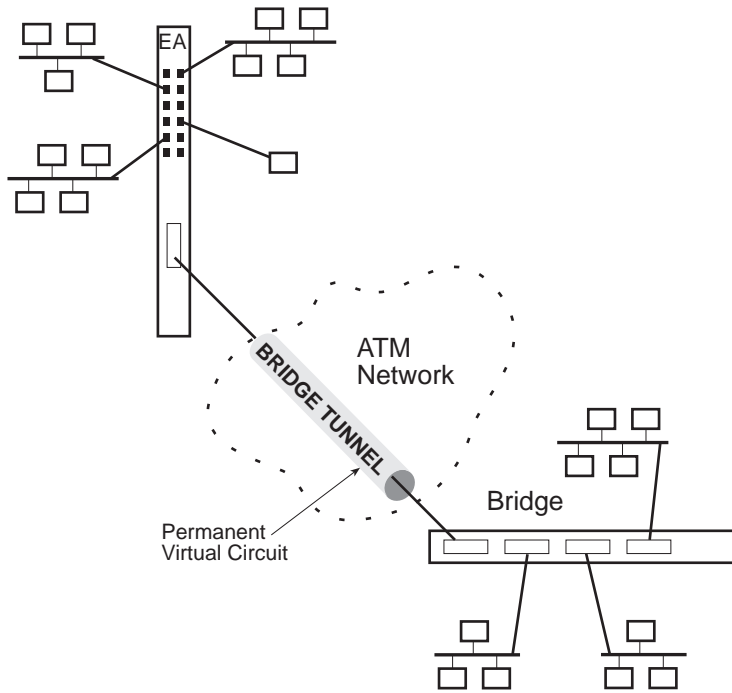 EA
ATM
Network
BRIDGE TUNNEL
Bridge
Permanent
Virtual Circuit